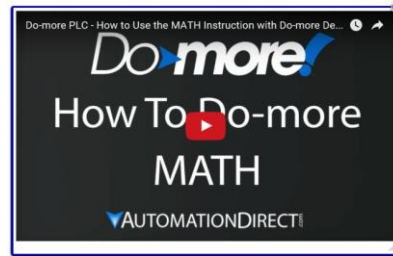 Do-more PLC - How to Use the MATH Instruction with Do-more De...
Do-more!
How To Do-more
MATH
AUTOMATIONDIRECT.com